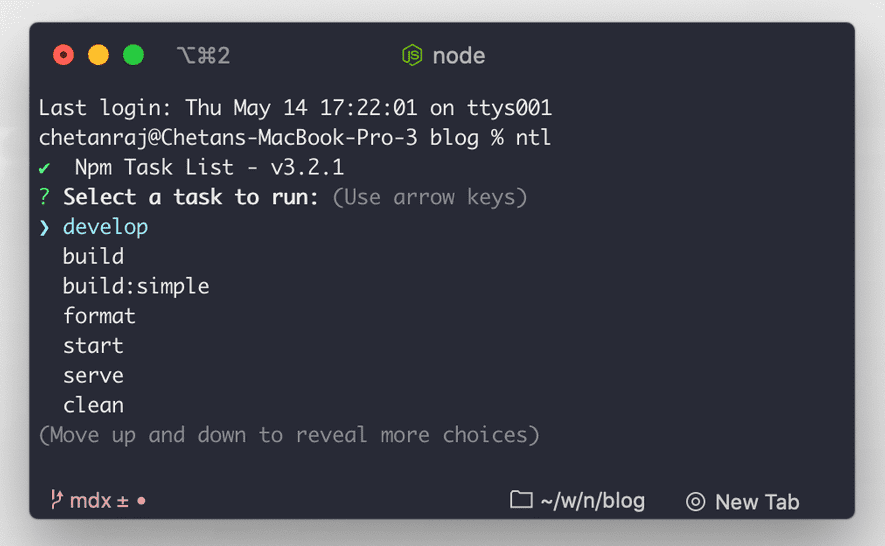 ⌥⌘2 node
Last login: Thu May 14 17:22:01 on ttys001
chetanraj@Chetans-MacBook-Pro-3 blog % ntl
✔ Npm Task List - v3.2.1
? Select a task to run: (Use arrow keys)
❯ develop
build
build:simple
format
start
serve
clean
(Move up and down to reveal more choices)
mdx ± • ~/w/n/blog New Tab